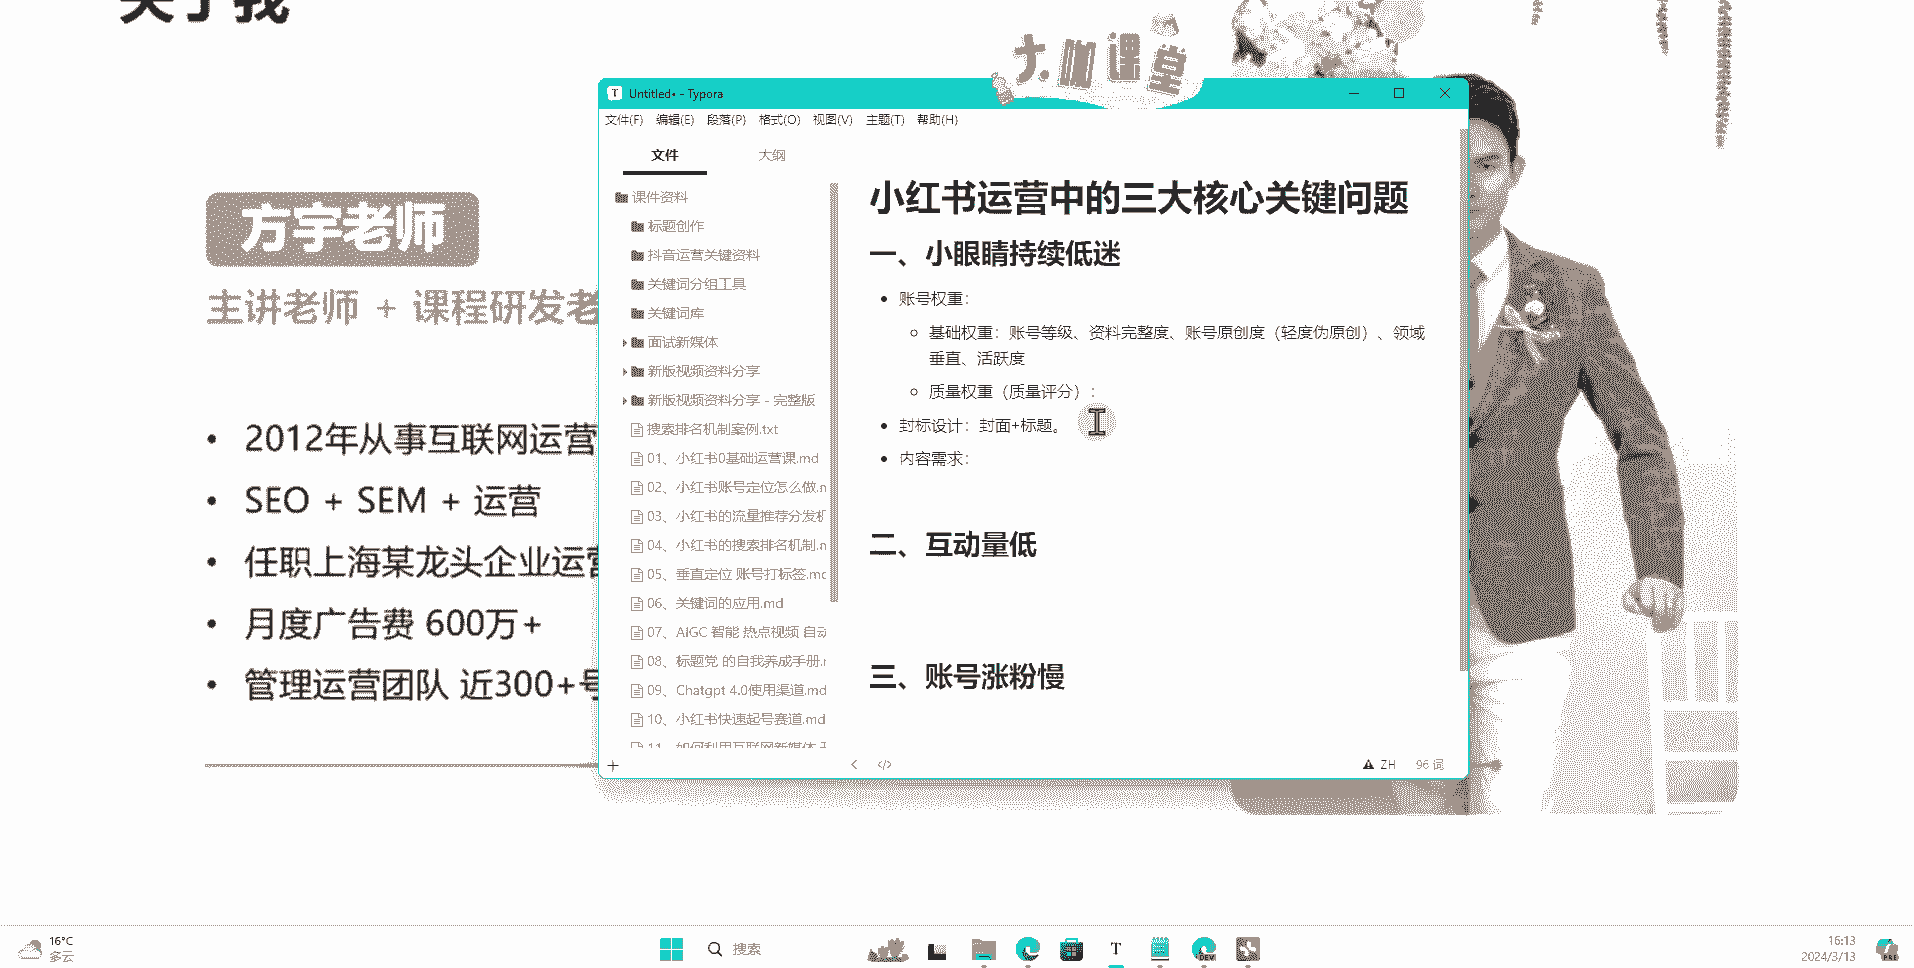 关于我
大咖课堂
方宇老师
主讲老师 + 课程研发老
2012年从事互联网运营
SEO + SEM + 运营
任职上海某龙头企业运营
月度广告费 600万+
管理运营团队 近300+号
Untitled• - Typora
文件(F) 编辑(E) 段落(P) 格式(O) 视图(V) 主题(T) 帮助(H)
文件 大纲
课件资料
标题创作
抖音运营关键资料
关键词分组工具
关键词库
面试新媒体
新版视频资料分享
新版视频资料分享 - 完整版
搜索排名机制案例.txt
01、小红书0基础运营课.md
02、小红书账号定位怎么做.m
03、小红书的流量推荐分发机
04、小红书的搜索排名机制.m
05、垂直定位 账号打标签.md
06、关键词的应用.md
07、AIGC 智能 热点视频 自动
08、标题党 的自我养成手册.m
09、Chatgpt 4.0使用渠道.md
10、小红书快速起号赛道.md
11、如何利用互联网新媒体
小红书运营中的三大核心关键问题
一、小眼睛持续低迷
账号权重：
基础权重：账号等级、资料完整度、账号原创度（轻度伪原创）、领域
垂直、活跃度
质量权重（质量评分）：
封标设计：封面+标题。
内容需求：
二、互动量低
三、账号涨粉慢
ZH 96 词
16°C
多云
搜索
DEV
16:13
2024/3/13
PRE